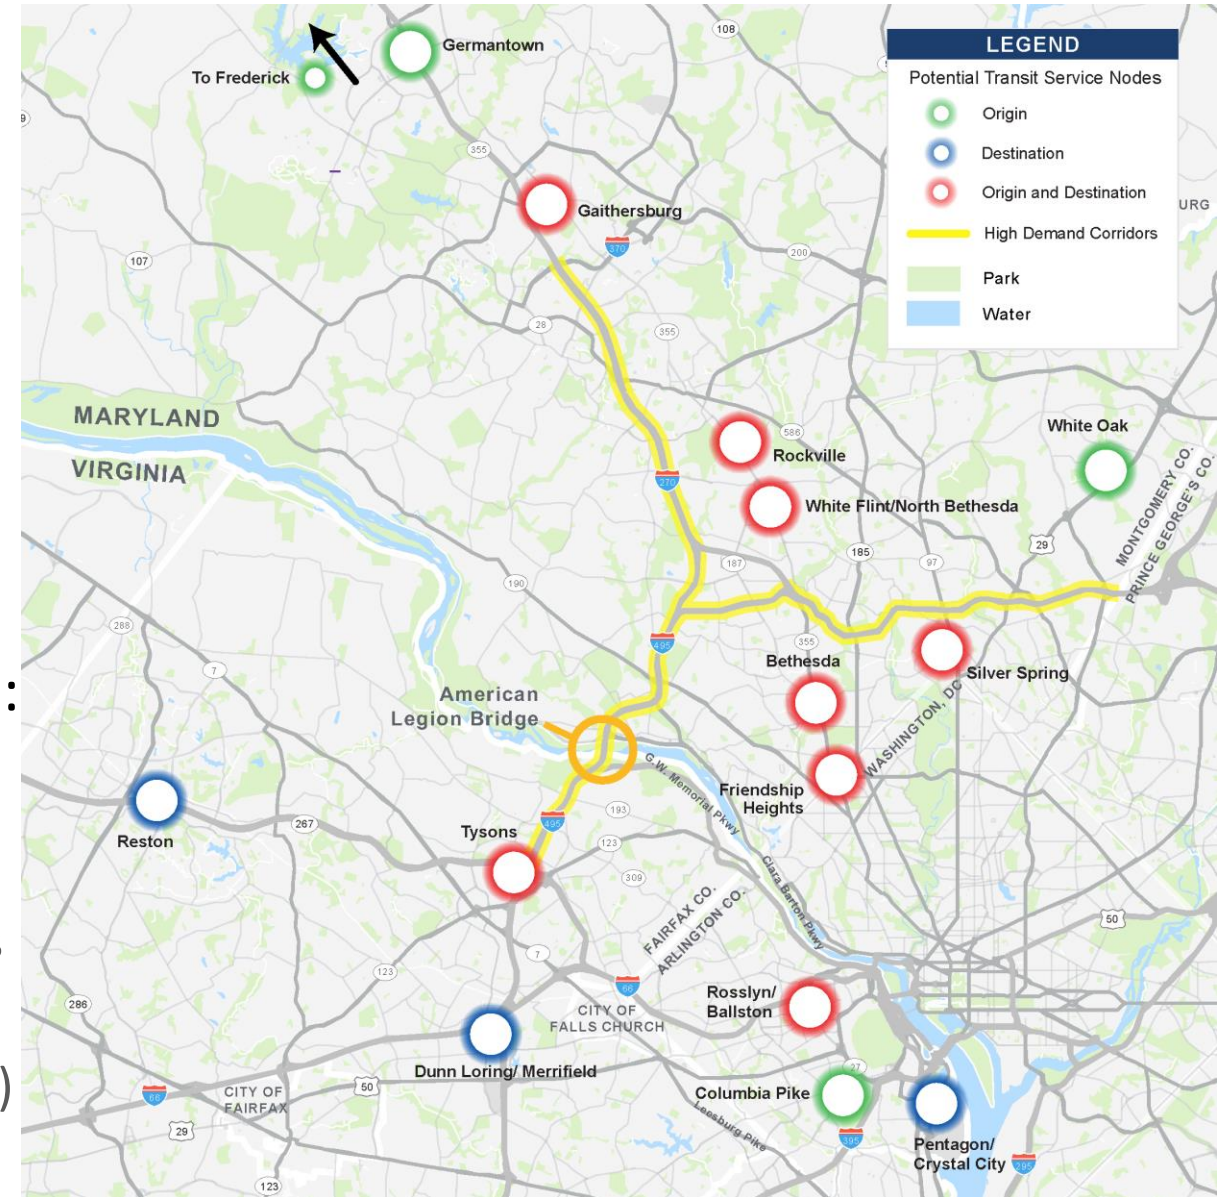 108
Germantown
To Frederick
LEGEND
Potential Transit Service Nodes
Origin
Destination
Origin and Destination
High Demand Corridors
Park
Water
355
Gaithersburg
370
200
URG
107
28
355
MARYLAND
VIRGINIA
White Oak
586
Rockville
270
White Flint/North Bethesda
MONTGOMERY CO.
PRINCE GEORGE'S CO.
29
185
97
187
190
288
7
495
355
Bethesda
Silver Spring
:
American
Legion Bridge
WASHINGTON, DC
G.W. Memorial Pkwy
Friendship
Heights
Reston
267
193
495
Tysons
123
309
Clara Barton Pkwy
FAIRFAX CO.
ARLINGTON CO.
50
7
123
66
286
Rosslyn/
Ballston
CITY OF
FALLS CHURCH
Dunn Loring/ Merrifield
)
66
CITY OF
FAIRFAX
50
Columbia Pike
27
29
Leesburg Pike
395
Pentagon/
Crystal City
295
123